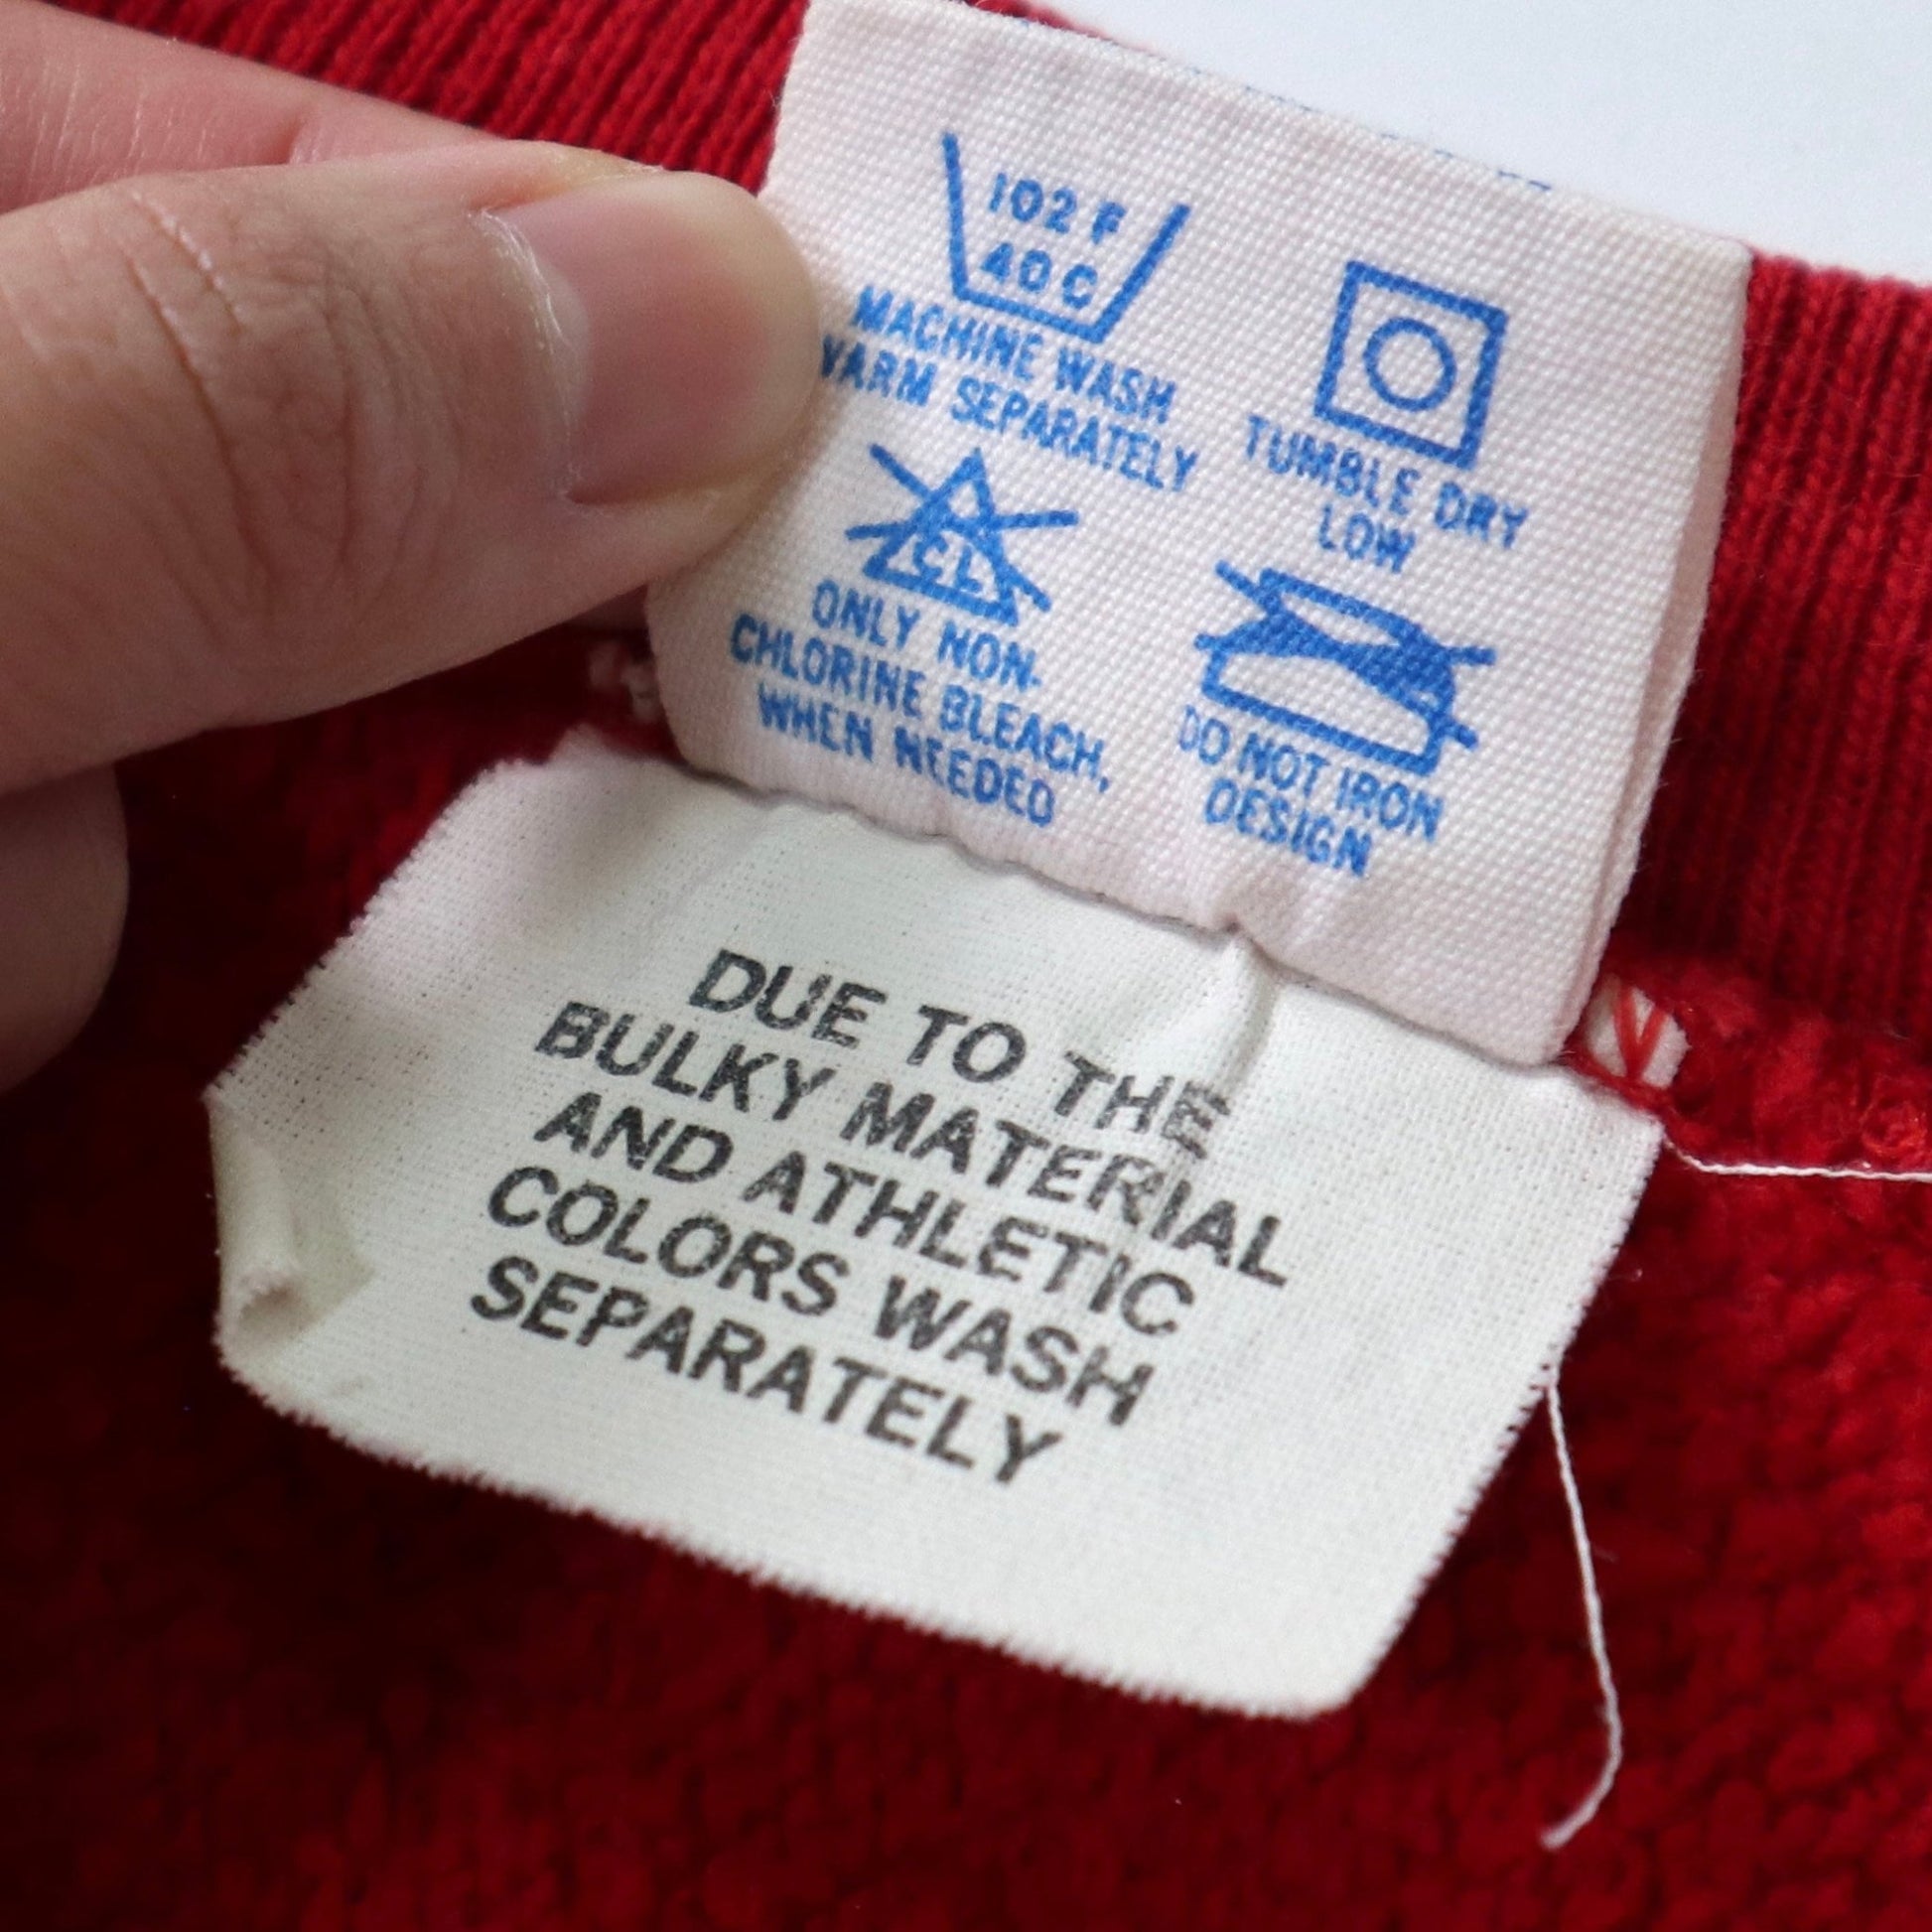 102 F
40 C
MACHINE WASH
WARM SEPARATELY
TUMBLE DRY
LOW
CL
ONLY NON-
CHLORINE BLEACH,
WHEN NEEDED
DO NOT IRON
DESIGN
DUE TO THE
BULKY MATERIAL
AND ATHLETIC
COLORS WASH
SEPARATELY